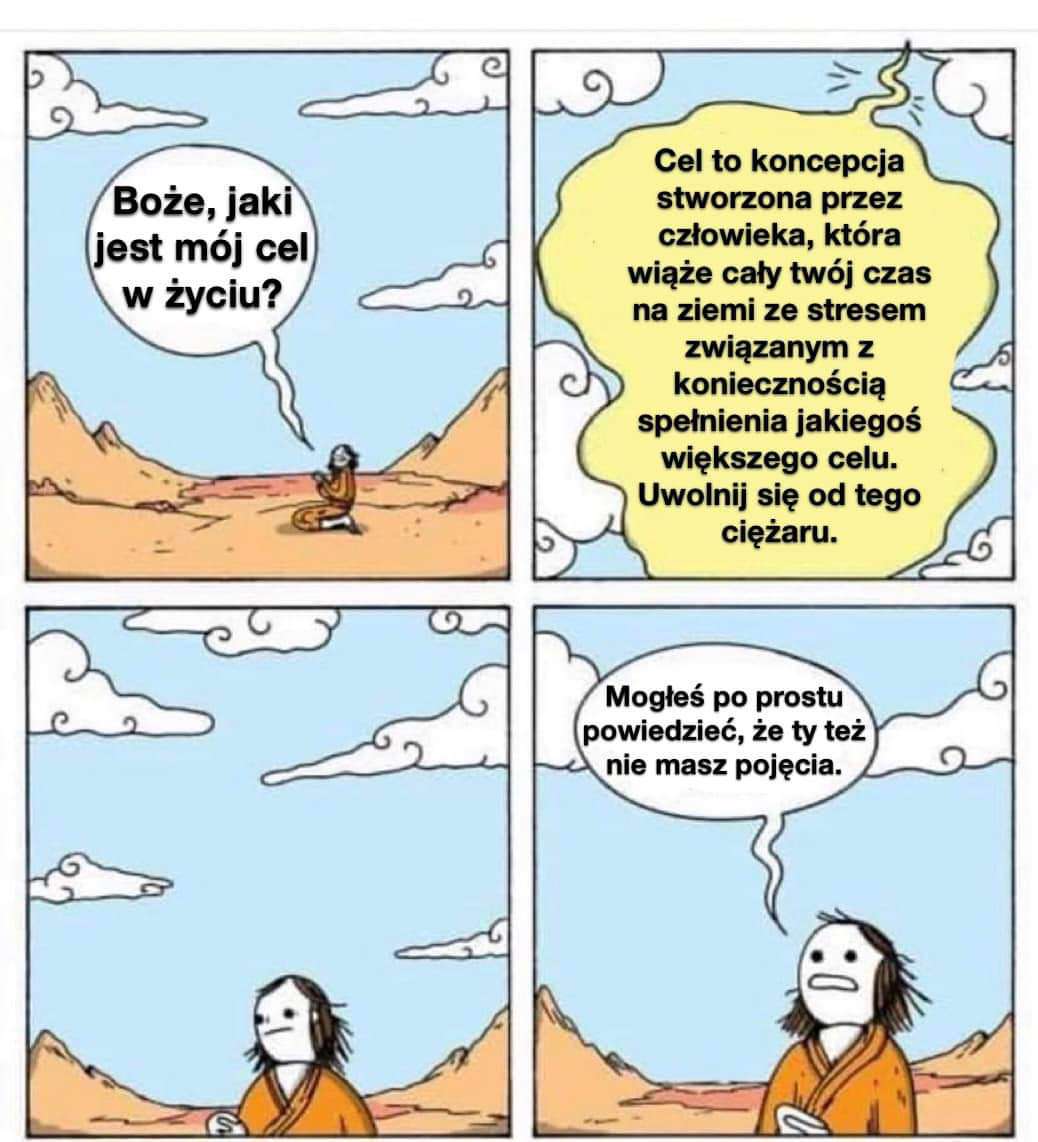 Boże, jaki
jest mój cel
w życiu?
Cel to koncepcja
stworzona przez
człowieka, która
wiąże cały twój czas
na ziemi ze stresem
związanym z
koniecznością
spełnienia jakiegoś
większego celu.
Uwolnij się od tego
ciężaru.
Mogłeś po prostu
powiedzieć, że ty też
nie masz pojęcia.